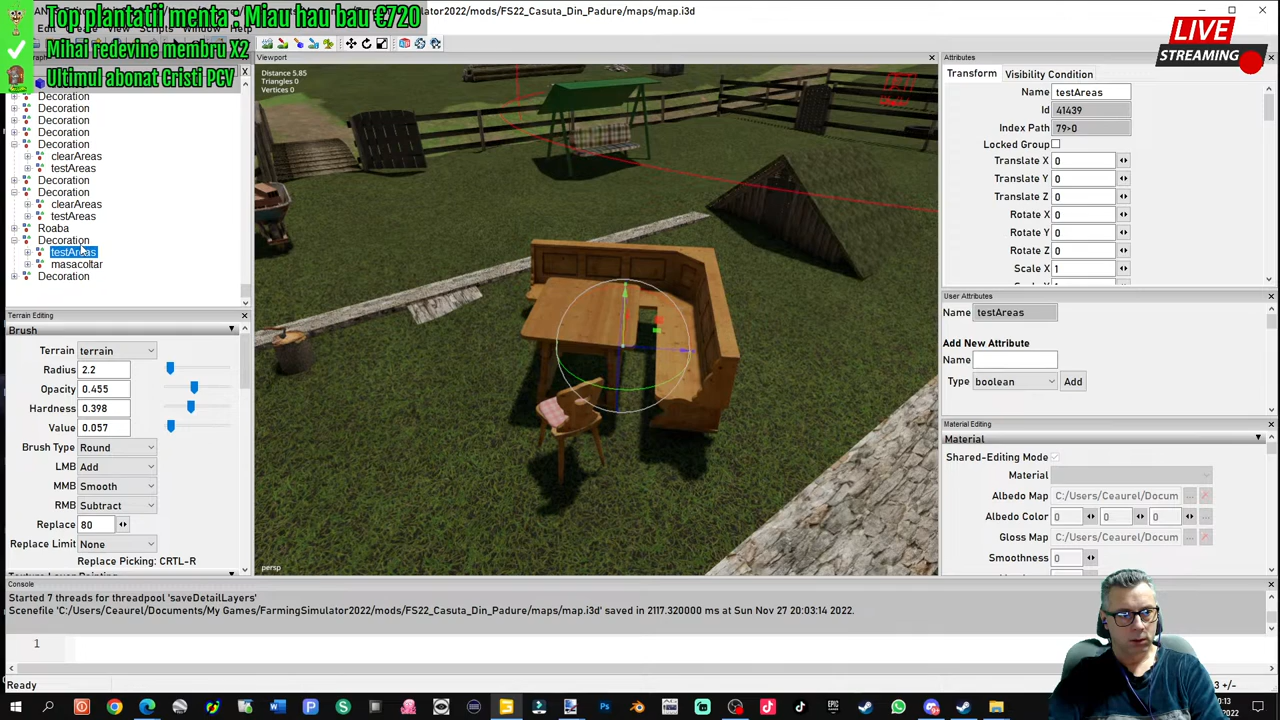 Top plantatii menta : Miau hau bau €720
Mihai redevine membru X2
Ultimul abonat Cristi PCV
mulator2022/mods/FS22_Casuta_Din_Padure/maps/map.i3d
LIVE
STREAMING
Viewport
Distance 5.85
Triangles 0
Vertices 0
persp
Decoration
Decoration
Decoration
Decoration
Decoration
clearAreas
testAreas
Decoration
Decoration
clearAreas
testAreas
Roaba
Decoration
testAreas
masacoltar
Decoration
Terrain Editing
Brush
Terrain terrain
Radius 2.2
Opacity 0.455
Hardness 0.398
Value 0.057
Brush Type Round
LMB Add
MMB Smooth
RMB Subtract
Replace 80
Replace Limit None
Replace Picking: CRTL-R
Attributes
Transform Visibility Condition
Name testAreas
Id 41439
Index Path 79>0
Locked Group
Translate X 0
Translate Y 0
Translate Z 0
Rotate X 0
Rotate Y 0
Rotate Z 0
Scale X 1
User Attributes
Name testAreas
Add New Attribute
Name
Type boolean Add
Material Editing
Material
Shared-Editing Mode
Material
Albedo Map C:/Users/Ceaurel/Docum ...
Albedo Color 0 0 0 ...
Gloss Map C:/Users/Ceaurel/Docum ...
Smoothness 0
Console
Started 7 threads for threadpool 'saveDetailLayers'
Scenefile 'C:/Users/Ceaurel/Documents/My Games/FarmingSimulator2022/mods/FS22_Casuta_Din_Padure/maps/map.i3d' saved in 2117.320000 ms at Sun Nov 27 20:03:14 2022.
1
Ready